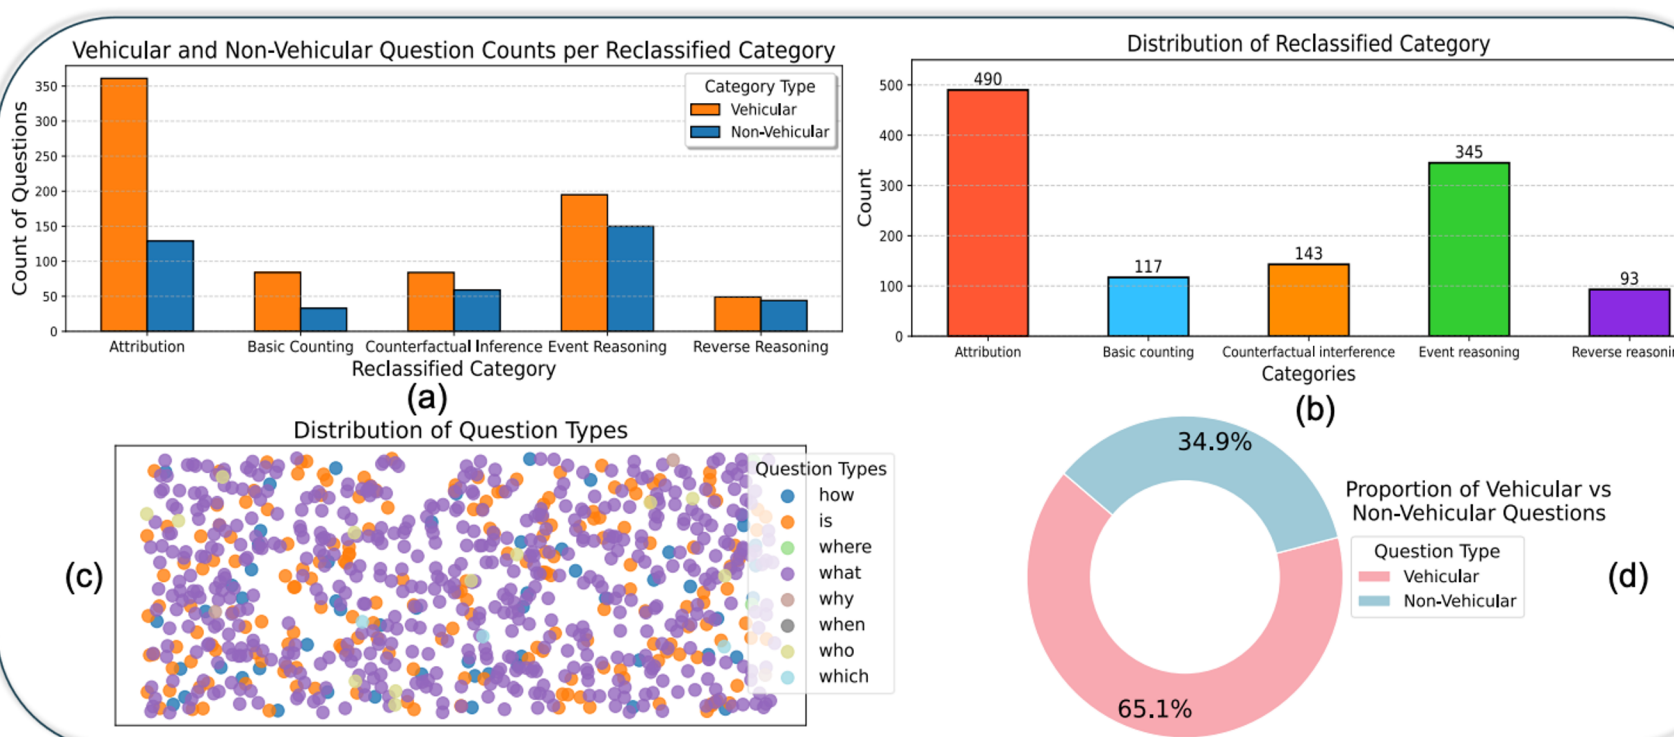 Vehicular and Non-Vehicular Question Counts per Reclassified Category
Count of Questions
350
300
250
200
150
100
50
0
Category Type
Vehicular
Non-Vehicular
Attribution
Basic Counting
Counterfactual Inference
Event Reasoning
Reverse Reasoning
Reclassified Category
(a)
Distribution of Reclassified Category
Count
500
400
300
200
100
0
490
117
143
345
93
Attribution
Basic counting
Counterfactual interference
Event reasoning
Reverse reasonin
Categories
(b)
(c)
Distribution of Question Types
Question Types
how
is
where
what
why
when
who
which
34.9%
65.1%
Proportion of Vehicular vs
Non-Vehicular Questions
Question Type
Vehicular
Non-Vehicular
(d)